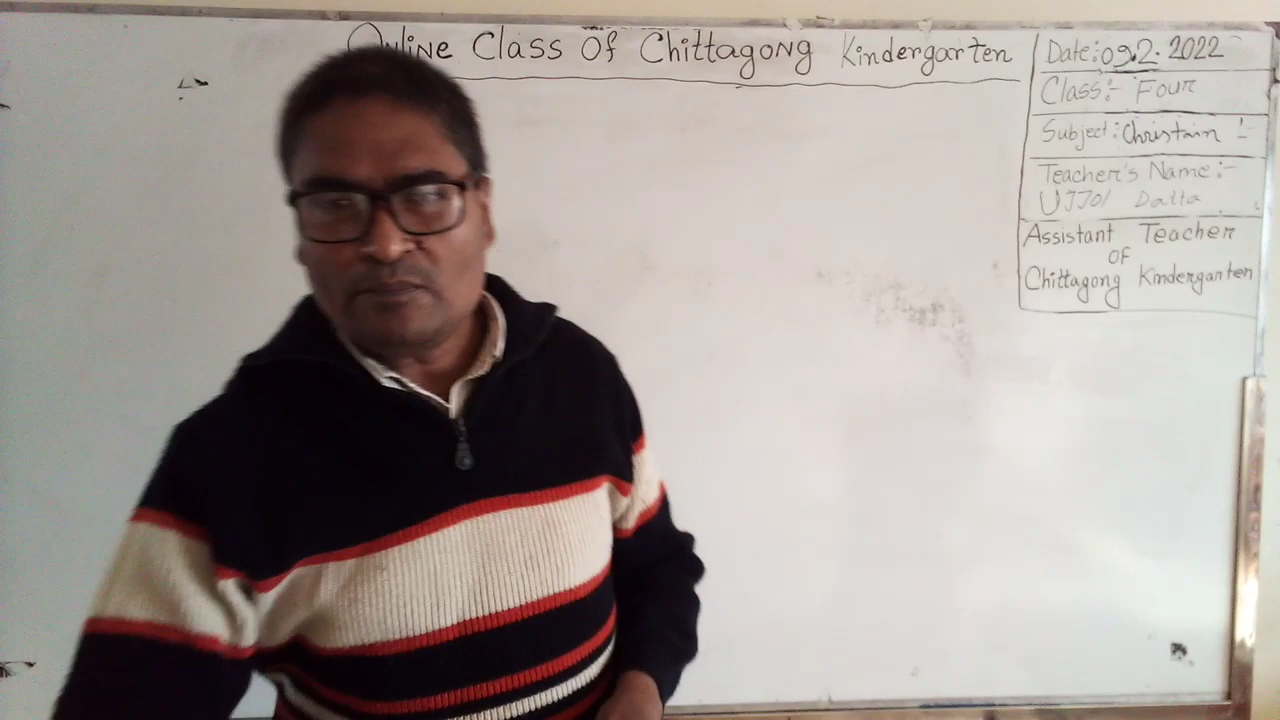 Online Class Of Chittagong Kindergarten
Date: 09.2.2022
Class:- Four
Subject: Christain :-
Teacher's Name:-
UJJol Datta
Assistant Teacher
OF
Chittagong Kindergarten